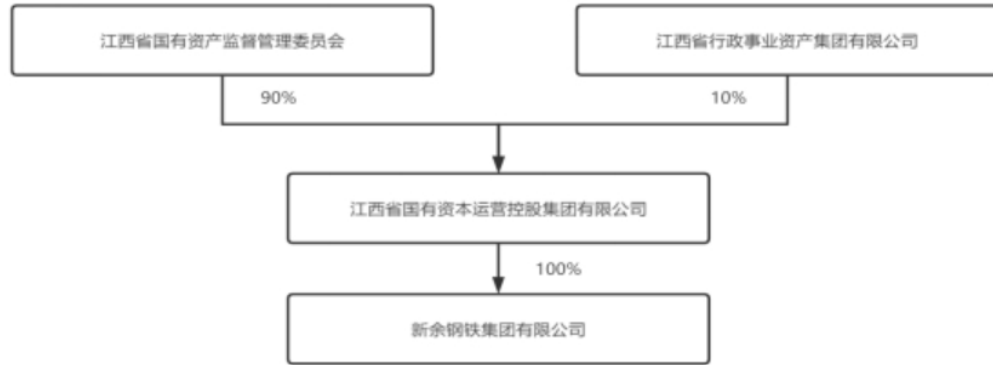 江西省国有资产监督管理委员会
江西省行政事业资产集团有限公司
90%
10%
江西省国有资本运营控股集团有限公司
100%
新余钢铁集团有限公司